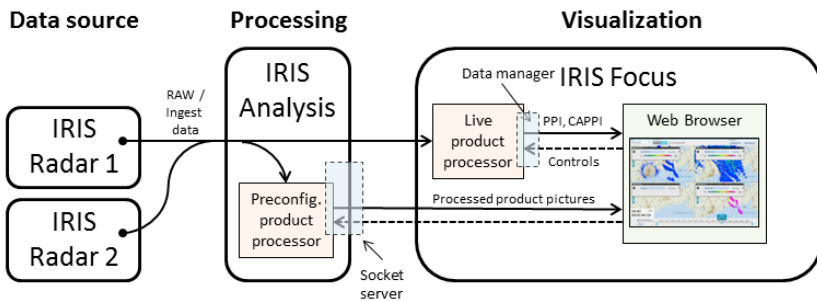 Data source
Processing
Visualization
IRIS
Radar 1
IRIS
Radar 2
RAW /
Ingest
data
IRIS
Analysis
Preconfig.
product
processor
Socket
server
Data manager
IRIS Focus
Live
product
processor
PPI, CAPPI
Controls
Processed product pictures
Web Browser